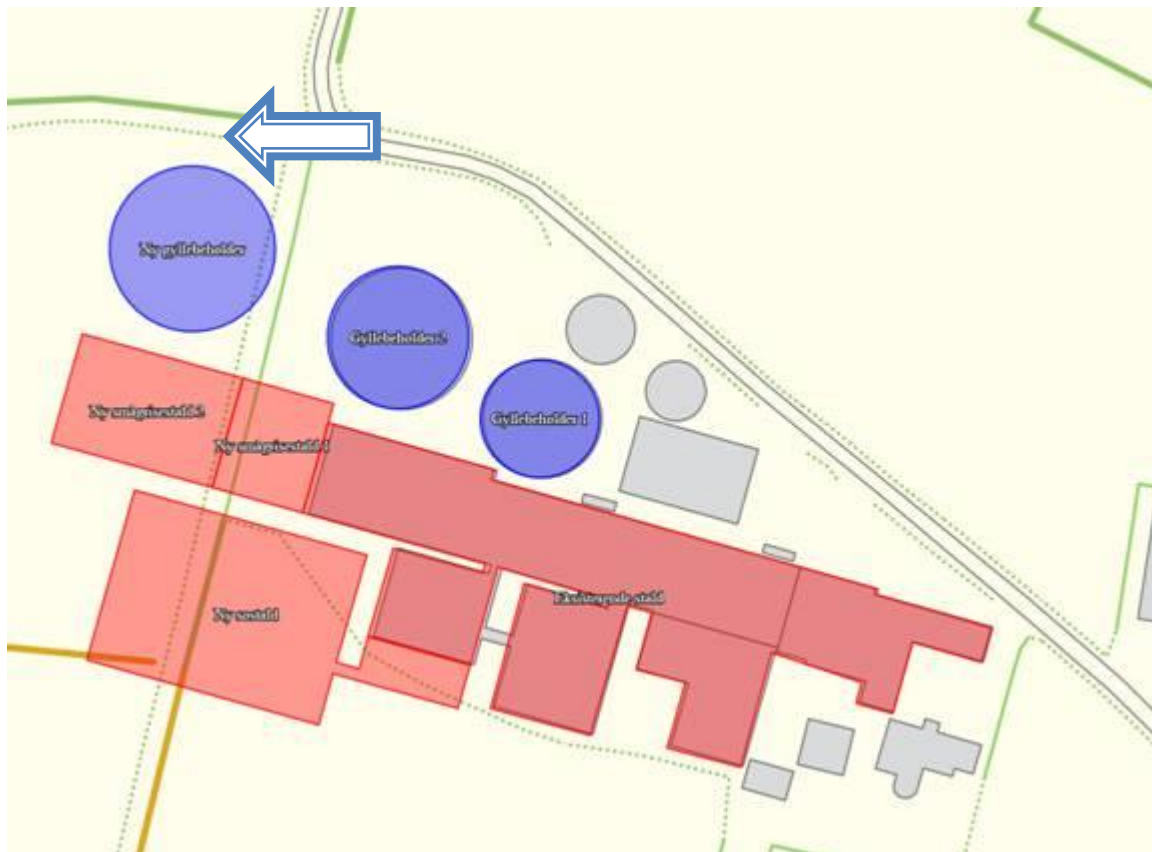 Ny gyllebeholder
Gyllebeholder 2
Gyllebeholder 1
Ny smågrisestald 2
Ny smågrisestald 1
Eksisterende stald
Ny sostald